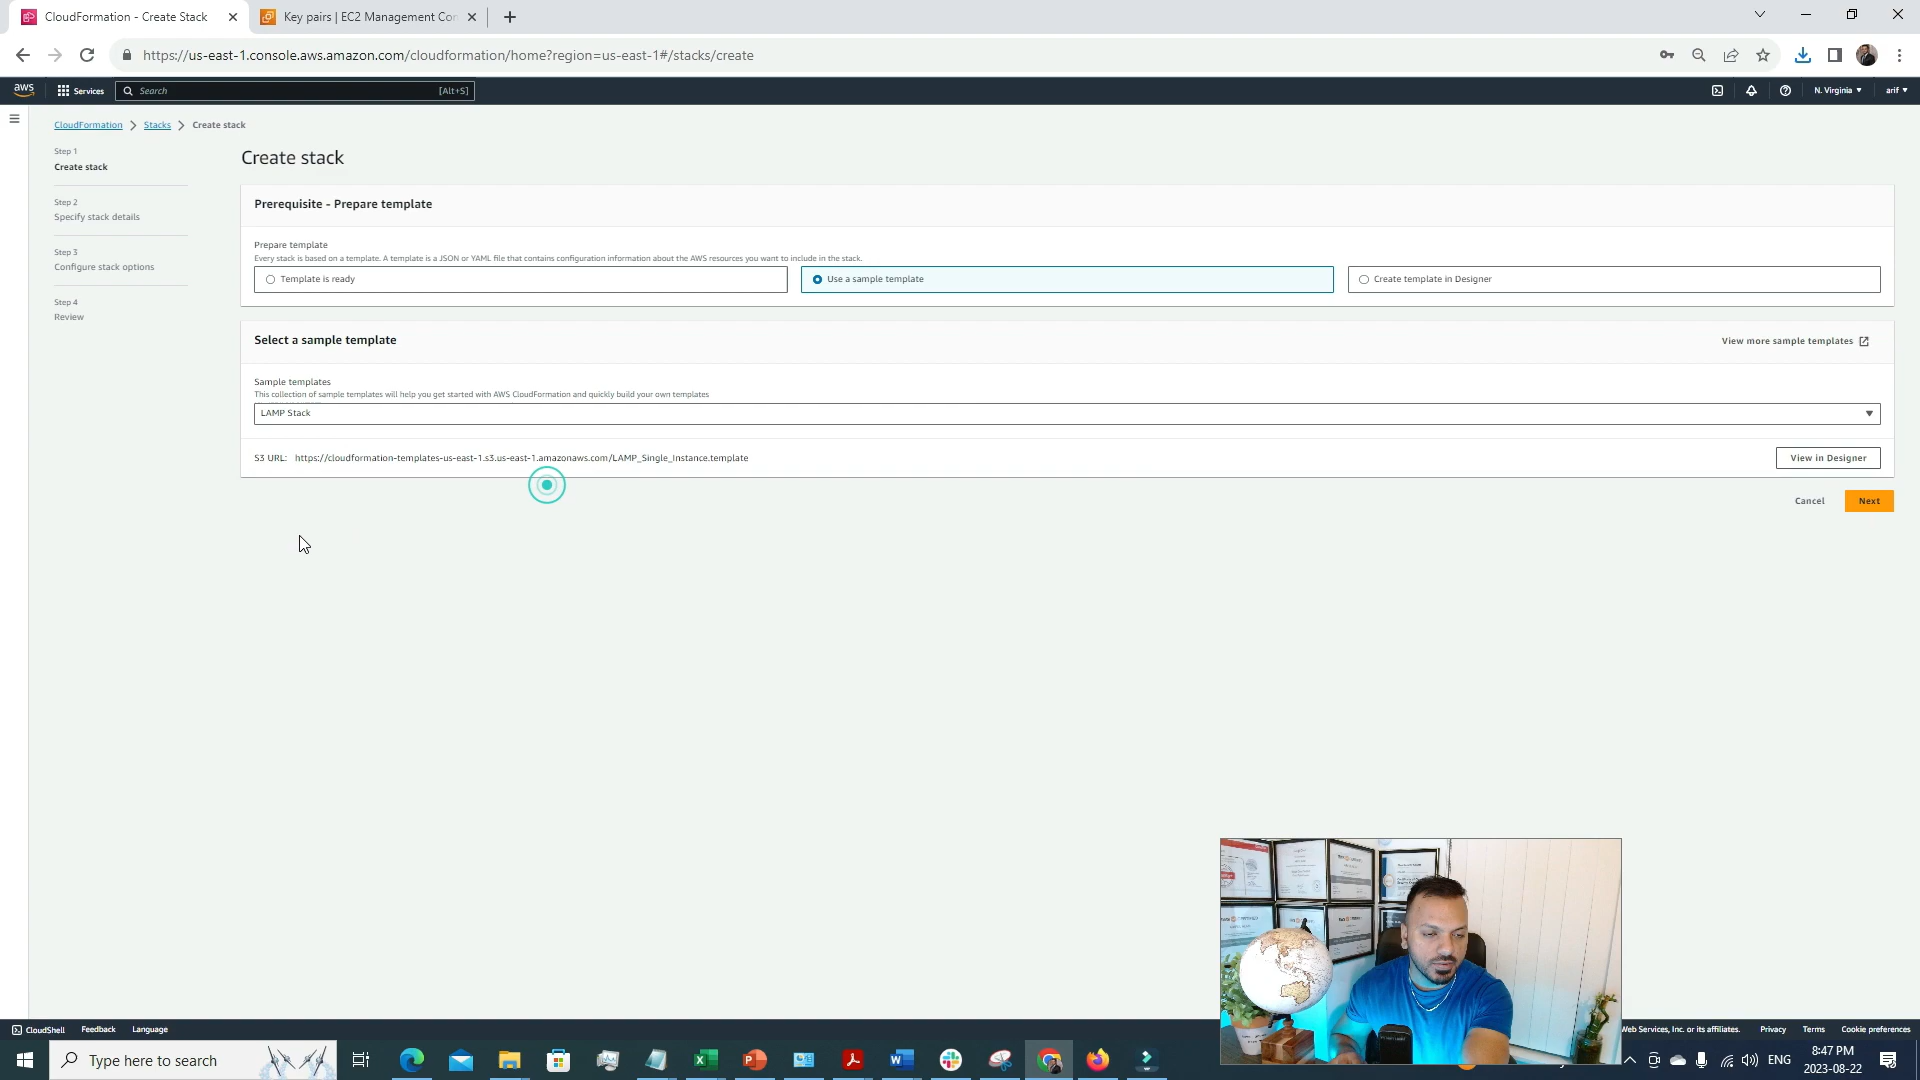 CloudFormation - Create Stack
Key pairs | EC2 Management Con
https://us-east-1.console.aws.amazon.com/cloudformation/home?region=us-east-1#/stacks/create
aws
Services
Search
[Alt+S]
N. Virginia
arif
CloudFormation
Stacks
Create stack
Step 1
Create stack
Step 2
Specify stack details
Step 3
Configure stack options
Step 4
Review
Create stack
Prerequisite - Prepare template
Prepare template
Every stack is based on a template. A template is a JSON or YAML file that contains configuration information about the AWS resources you want to include in the stack.
Template is ready
Use a sample template
Create template in Designer
Select a sample template
View more sample templates
Sample templates
This collection of sample templates will help you get started with AWS CloudFormation and quickly build your own templates
LAMP Stack
S3 URL: https://cloudformation-templates-us-east-1.s3.us-east-1.amazonaws.com/LAMP_Single_Instance.template
View in Designer
Cancel
Next
CloudShell
Feedback
Language
Web Services, Inc. or its affiliates.
Privacy
Terms
Cookie preferences
Type here to search
ENG
8:47 PM
2023-08-22